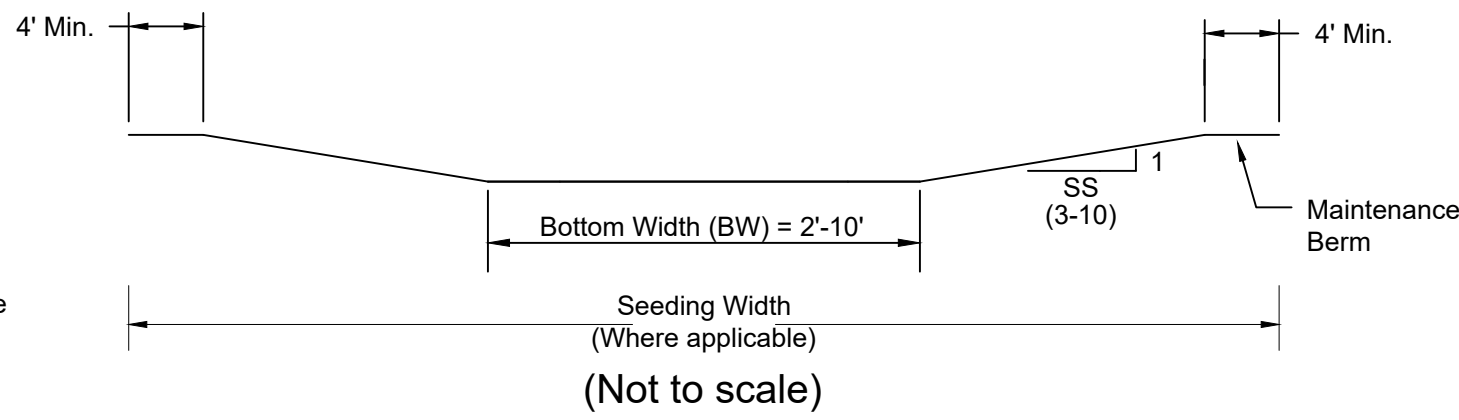 4' Min.
4' Min.
1
SS
(3-10)
Bottom Width (BW) = 2'-10'
Maintenance
Berm
e
Seeding Width
(Where applicable)
(Not to scale)